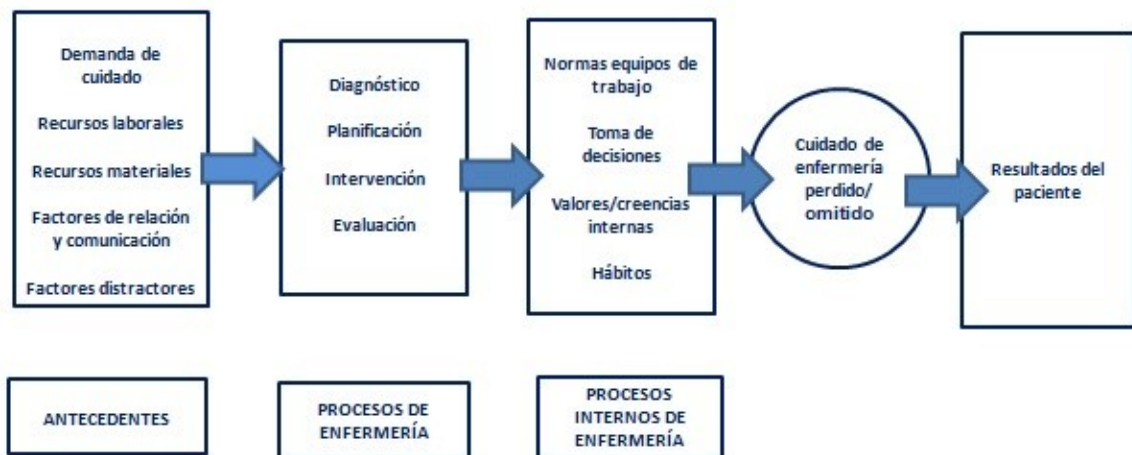 Demanda de
cuidado
Recursos laborales
Recursos materiales
Factores de relación
y comunicación
Factores distractores
Diagnóstico
Planificación
Intervención
Evaluación
Normas equipos de
trabajo
Toma de
decisiones
Valores/creencias
internas
Hábitos
Cuidado de
enfermería
perdido/
omitido
Resultados del
paciente
ANTECEDENTES
PROCESOS DE
ENFERMERÍA
PROCESOS
INTERNOS DE
ENFERMERÍA